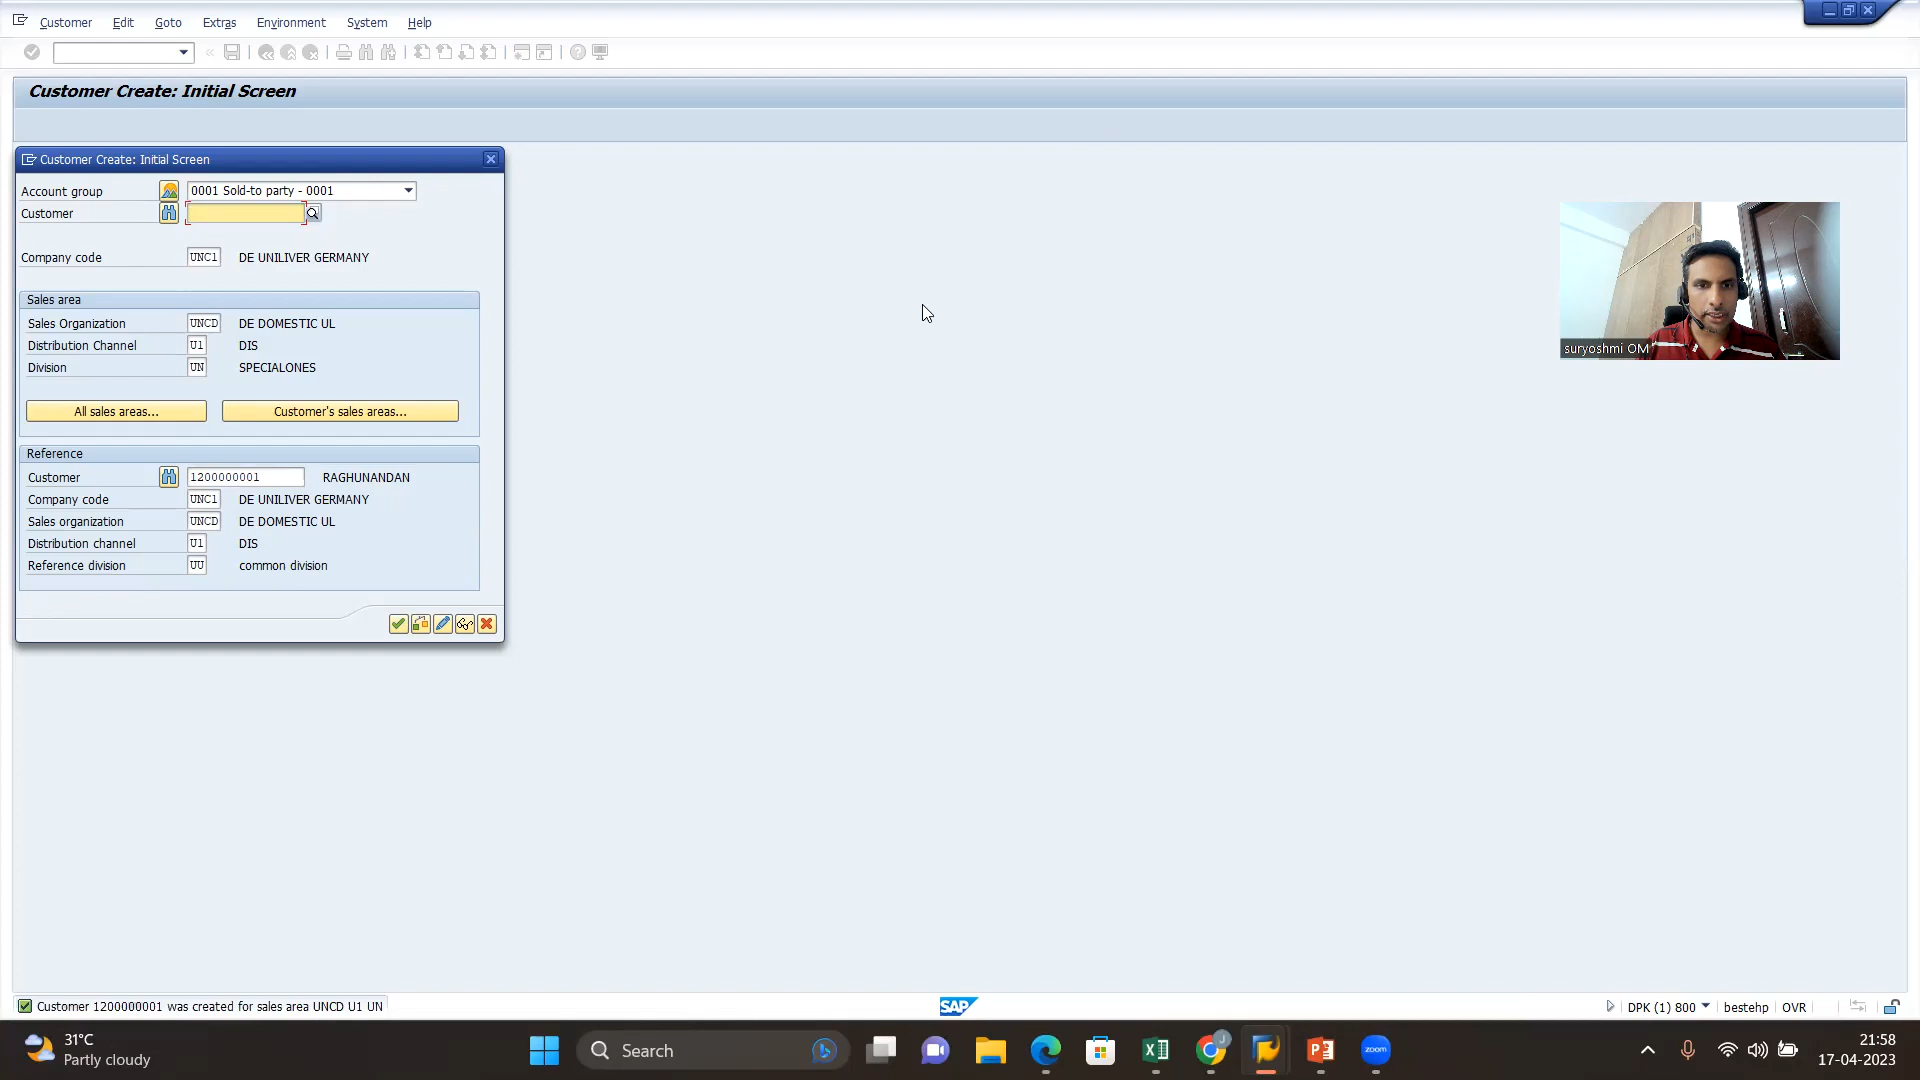 Customer Edit Goto Extras Environment System Help
Customer Create: Initial Screen
Customer Create: Initial Screen
Account group 0001 Sold-to party - 0001
Customer
Company code UNC1 DE UNILIVER GERMANY
Sales area
Sales Organization UNCD DE DOMESTIC UL
Distribution Channel U1 DIS
Division UN SPECIALONES
All sales areas... Customer's sales areas...
Reference
Customer 1200000001 RAGHUNANDAN
Company code UNC1 DE UNILIVER GERMANY
Sales organization UNCD DE DOMESTIC UL
Distribution channel U1 DIS
Reference division UU common division
suryoshmi OM
Customer 1200000001 was created for sales area UNCD U1 UN
SAP
DPK (1) 800 bestehp OVR
31°C
Partly cloudy
Search
zoom
21:58
17-04-2023